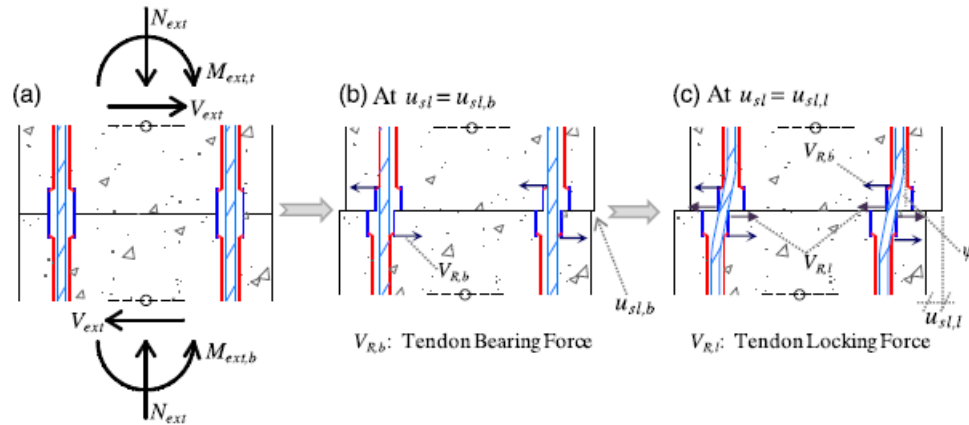 N_ext
M_ext,t
V_ext
(a)
V_ext
M_ext,b
N_ext
(b) At u_sl = u_sl,b
V_R,b
u_sl,b
V_R,b: Tendon Bearing Force
(c) At u_sl = u_sl,l
V_R,b
V_R,l
ψ
u_sl,l
V_R,l: Tendon Locking Force